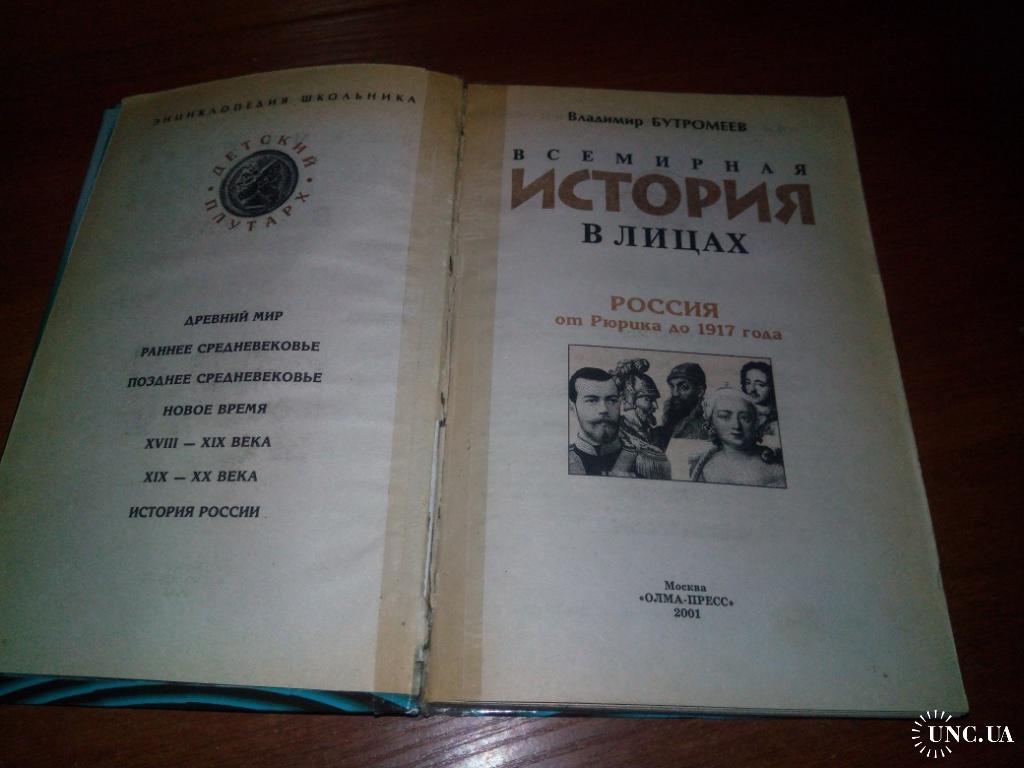 ЭНЦИКЛОПЕДИЯ ШКОЛЬНИКА
ДЕТСКИЙ
ПЛУТАРХ
ДРЕВНИЙ МИР
РАННЕЕ СРЕДНЕВЕКОВЬЕ
ПОЗДНЕЕ СРЕДНЕВЕКОВЬЕ
НОВОЕ ВРЕМЯ
XVIII — XIX ВЕКА
XIX — XX ВЕКА
ИСТОРИЯ РОССИИ
Владимир БУТРОМЕЕВ
ВСЕМИРНАЯ
ИСТОРИЯ
В ЛИЦАХ
РОССИЯ
от Рюрика до 1917 года
Москва
«ОЛМА-ПРЕСС»
2001
UNC.UA